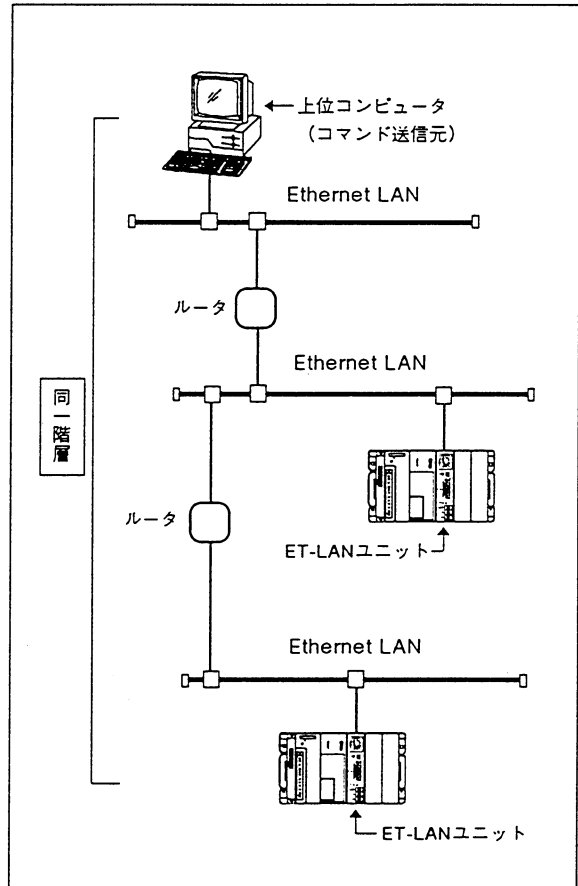 上位コンピュータ
(コマンド送信元)
Ethernet LAN
ルータ
Ethernet LAN
同一階層
ルータ
ET-LANユニット
Ethernet LAN
ET-LANユニット